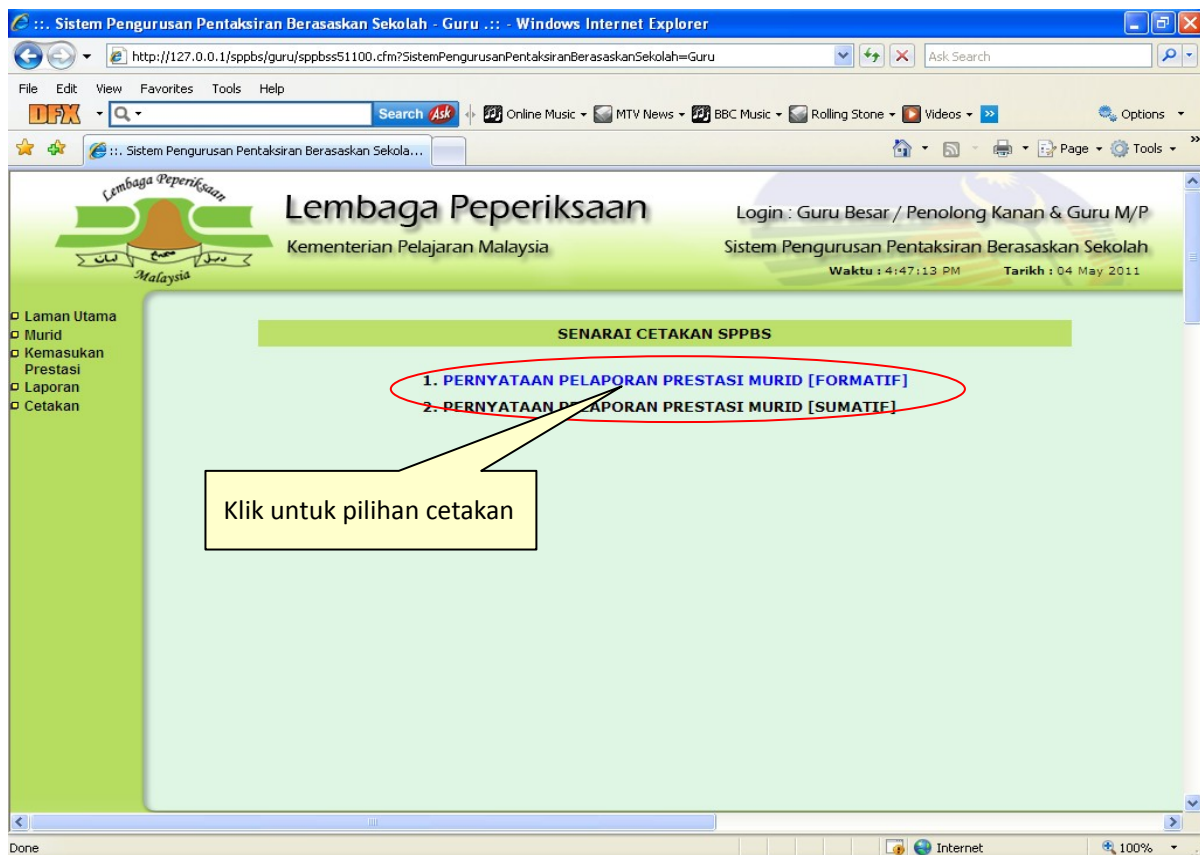 ::. Sistem Pengurusan Pentaksiran Berasaskan Sekolah - Guru .:: - Windows Internet Explorer
http://127.0.0.1/sppbs/guru/sppbss51100.cfm?SistemPengurusanPentaksiranBerasaskanSekolah=Guru
Ask Search
File Edit View Favorites Tools Help
DFX Search Ask Online Music MTV News BBC Music Rolling Stone Videos » Options
::. Sistem Pengurusan Pentaksiran Berasaskan Sekola... Page Tools »
Lembaga Peperiksaan
Malaysia
Lembaga Peperiksaan
Kementerian Pelajaran Malaysia
Login : Guru Besar / Penolong Kanan & Guru M/P
Sistem Pengurusan Pentaksiran Berasaskan Sekolah
Waktu : 4:47:13 PM Tarikh : 04 May 2011
Laman Utama
Murid
Kemasukan
Prestasi
Laporan
Cetakan
SENARAI CETAKAN SPPBS
1. PERNYATAAN PELAPORAN PRESTASI MURID [FORMATIF]
2. PERNYATAAN PELAPORAN PRESTASI MURID [SUMATIF]
Klik untuk pilihan cetakan
Done Internet 100%